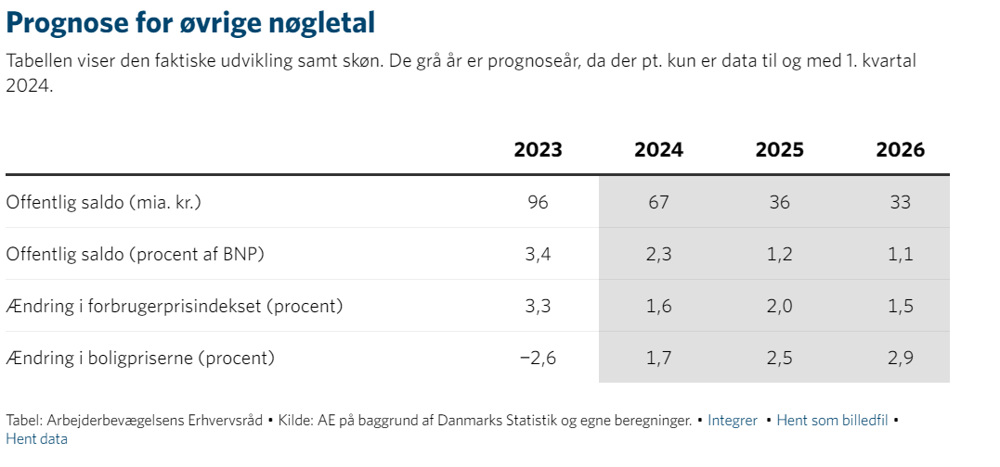 Prognose for øvrige nøgletal
Tabellen viser den faktiske udvikling samt skøn. De grå år er prognoseår, da der pt. kun er data til og med 1. kvartal
2024.
2023 2024 2025 2026
Offentlig saldo (mia. kr.) 96 67 36 33
Offentlig saldo (procent af BNP) 3,4 2,3 1,2 1,1
Ændring i forbrugerprisindekset (procent) 3,3 1,6 2,0 1,5
Ændring i boligpriserne (procent) −2,6 1,7 2,5 2,9
Tabel: Arbejderbevægelsens Erhvervsråd • Kilde: AE på baggrund af Danmarks Statistik og egne beregninger. • Integrer • Hent som billedfil •
Hent data